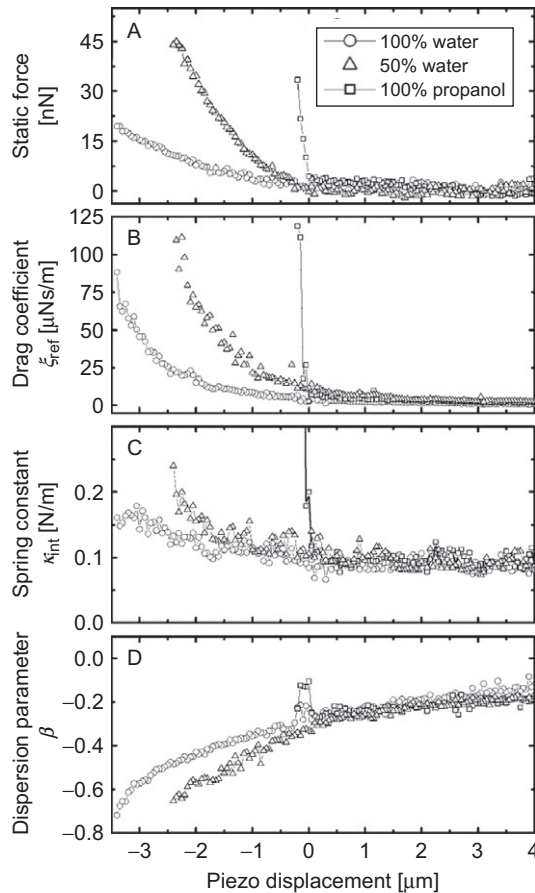 A
45
30
15
0
Static force
[nN]
100% water
50% water
100% propanol
B
125
100
75
50
25
0
Drag coefficient
ξref [μNs/m]
C
0.2
0.1
0.0
Spring constant
κint [N/m]
D
0.0
−0.2
−0.4
−0.6
−0.8
Dispersion parameter
β
−3 −2 −1 0 1 2 3 4
Piezo displacement [μm]